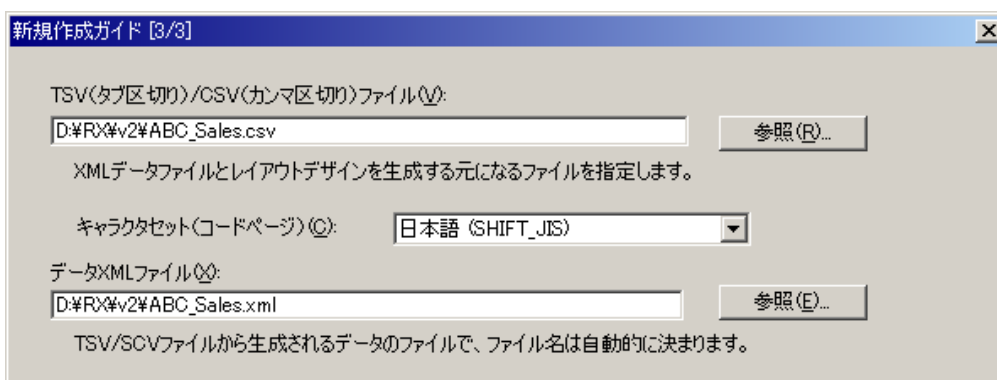 新規作成ガイド [3/3]
TSV(タブ区切り)/CSV(カンマ区切り)ファイル(V):
D:¥RX¥v2¥ABC_Sales.csv 参照(R)...
XMLデータファイルとレイアウトデザインを生成する元になるファイルを指定します。
キャラクタセット(コードページ)(C): 日本語 (SHIFT_JIS)
データXMLファイル(X):
D:¥RX¥v2¥ABC_Sales.xml 参照(E)...
TSV/SCVファイルから生成されるデータのファイルで、ファイル名は自動的に決まります。